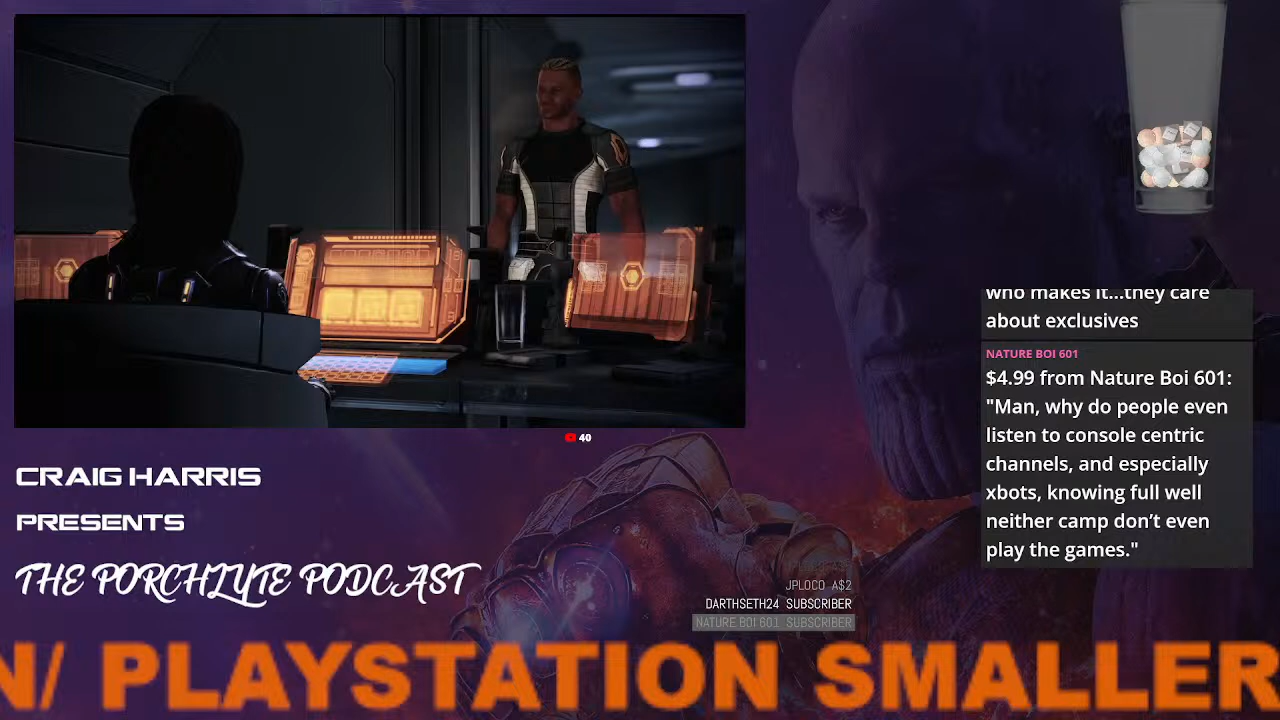 who makes it...they care
about exclusives
NATURE BOI 601
$4.99 from Nature Boi 601:
"Man, why do people even
listen to console centric
channels, and especially
xbots, knowing full well
neither camp don't even
play the games."
40
CRAIG HARRIS
PRESENTS
THE PORCHLYTE PODCAST
JPLOCO A$2
DARTHSETH24 SUBSCRIBER
NATURE BOI 601 SUBSCRIBER
N/ PLAYSTATION SMALLER